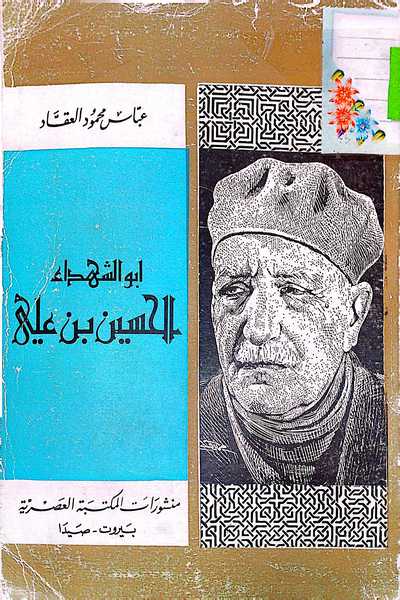 عباس محمود العقاد
ابو الشهداء
الحسين بن علي
منشورات المكتبة العصرية
بيروت - صيدا